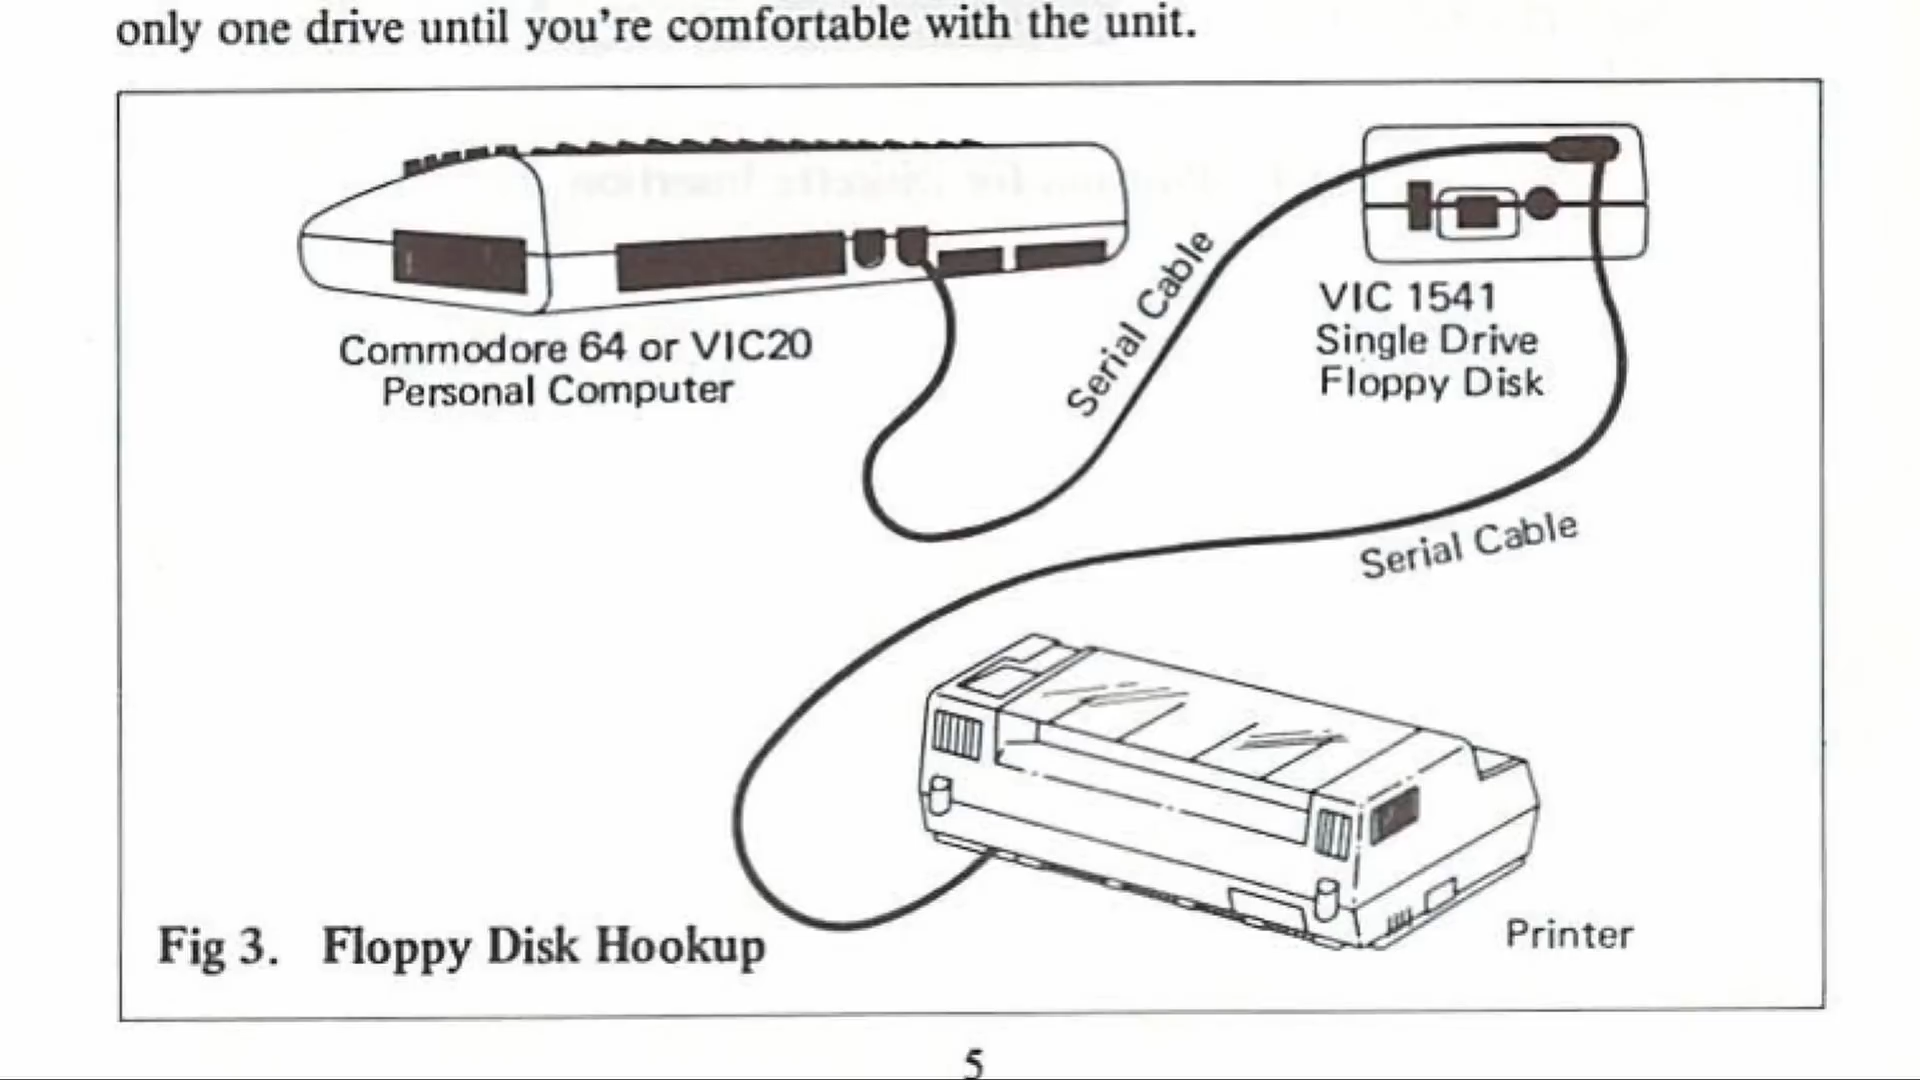 only one drive until you're comfortable with the unit.
Commodore 64 or VIC20
Personal Computer
Serial Cable
VIC 1541
Single Drive
Floppy Disk
Serial Cable
Printer
Fig 3. Floppy Disk Hookup
5